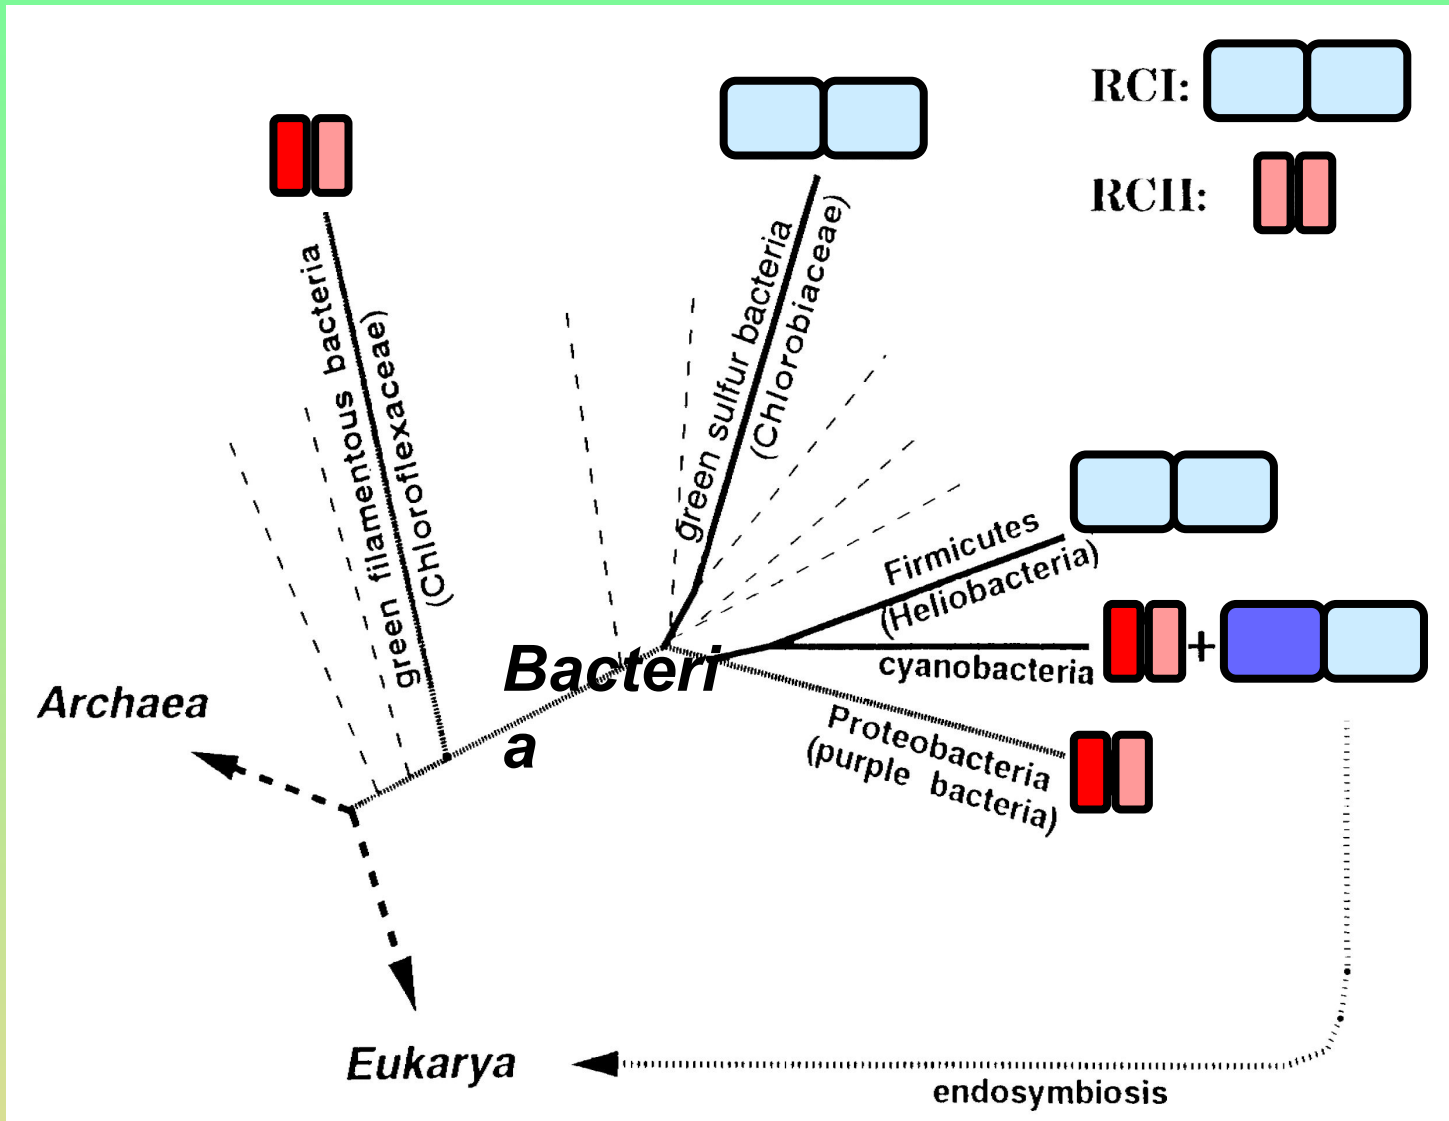 RCI:
RCII:
green filamentous bacteria
(Chloroflexaceae)
green sulfur bacteria
(Chlorobiaceae)
Firmicutes
(Heliobacteria)
cyanobacteria
+
Proteobacteria
(purple bacteria)
Bacteri
a
Archaea
Eukarya
endosymbiosis